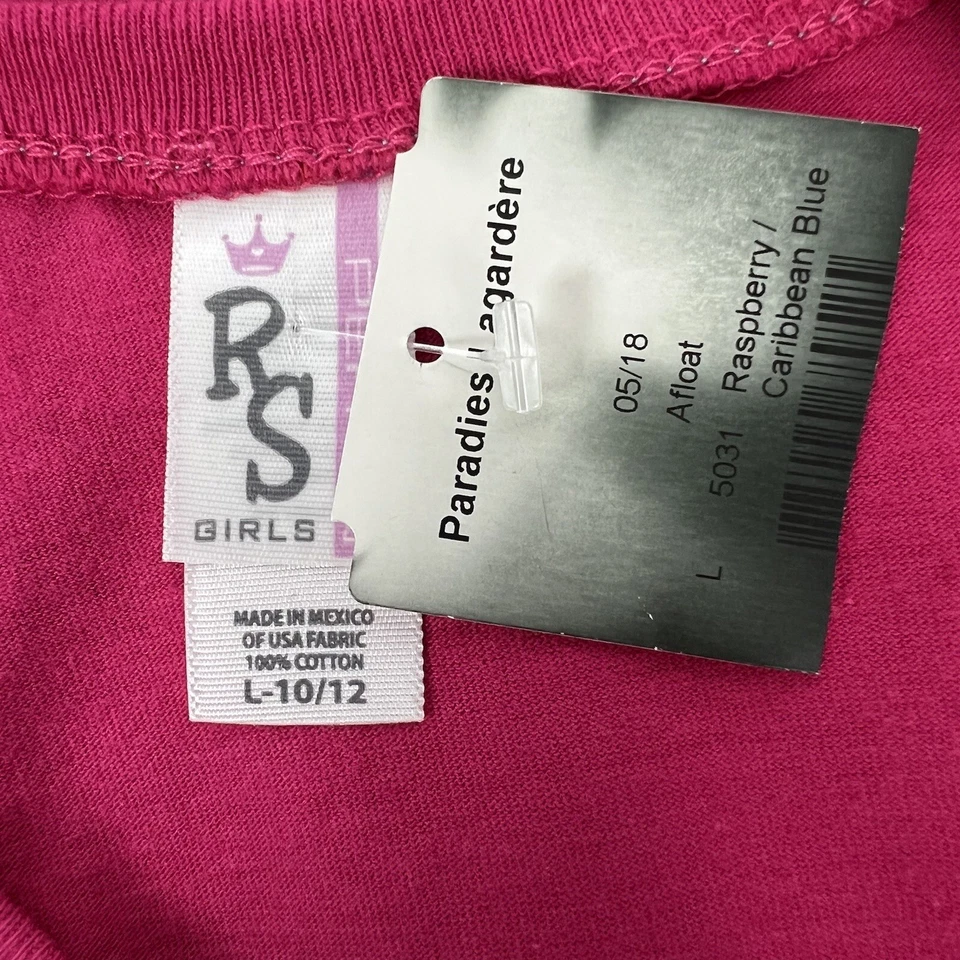 RS
GIRLS
MADE IN MEXICO
OF USA FABRIC
100% COTTON
L-10/12
Paradies Lagardère
05/18
Afloat
L 5031 Raspberry /
Caribbean Blue